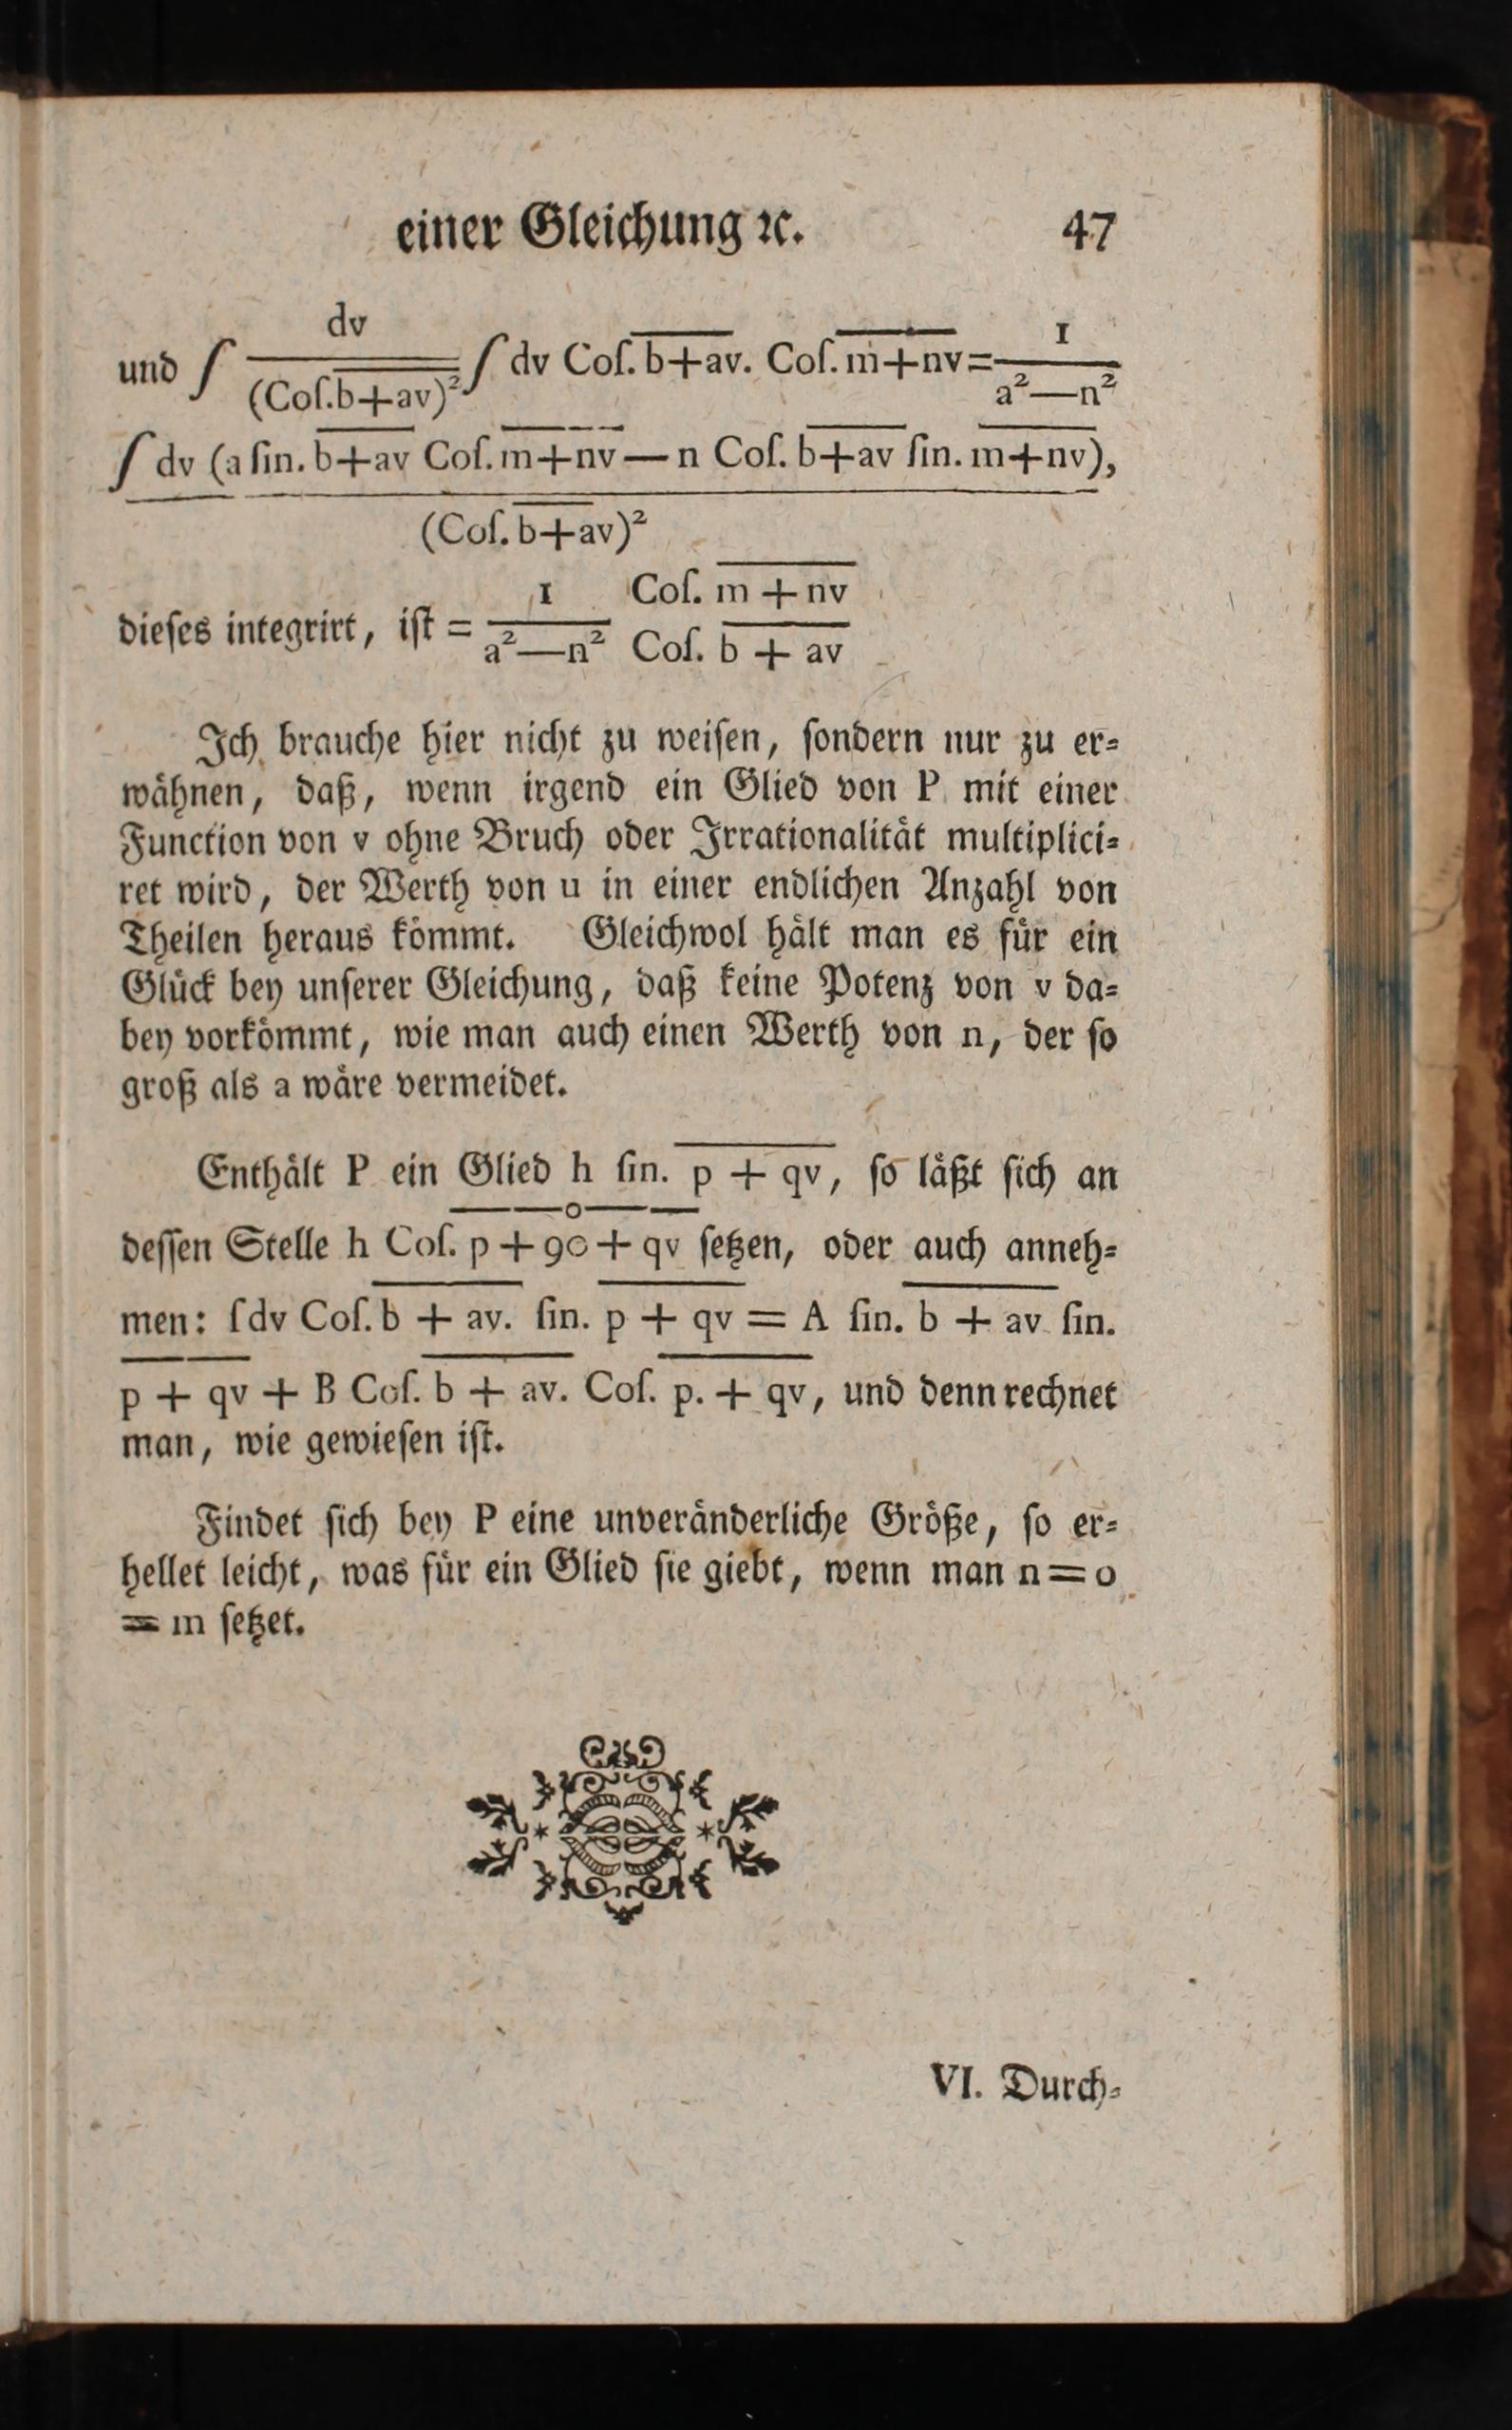 einer Gleichung ꝛc. 47
und ∫ dv/(Coſ. b+av)² ∫ dv Coſ. b+av. Coſ. m+nv = 1/(a²—n²)
∫ dv (a ſin. b+av Coſ. m+nv — n Coſ. b+av ſin. m+nv),
(Coſ. b+av)²
dieſes integrirt, iſt = 1/(a²—n²) Coſ. m + nv / Coſ. b + av
Ich brauche hier nicht zu weiſen, ſondern nur zu er⸗
wähnen, daß, wenn irgend ein Glied von P mit einer
Function von v ohne Bruch oder Irrationalität multiplici⸗
ret wird, der Werth von u in einer endlichen Anzahl von
Theilen heraus kömmt. Gleichwol hält man es für ein
Glück bey unſerer Gleichung, daß keine Potenz von v da⸗
bey vorkömmt, wie man auch einen Werth von n, der ſo
groß als a wäre vermeidet.
Enthält P ein Glied h ſin. p + qv, ſo läßt ſich an
deſſen Stelle h Coſ. p + 90 + qv ſetzen, oder auch anneh⸗
men: ſdv Coſ. b + av. ſin. p + qv = A ſin. b + av ſin.
p + qv + B Coſ. b + av. Coſ. p. + qv, und denn rechnet
man, wie gewieſen iſt.
Findet ſich bey P eine unveränderliche Größe, ſo er⸗
hellet leicht, was für ein Glied ſie giebt, wenn man n = 0
= m ſetzet.
VI. Durch⸗